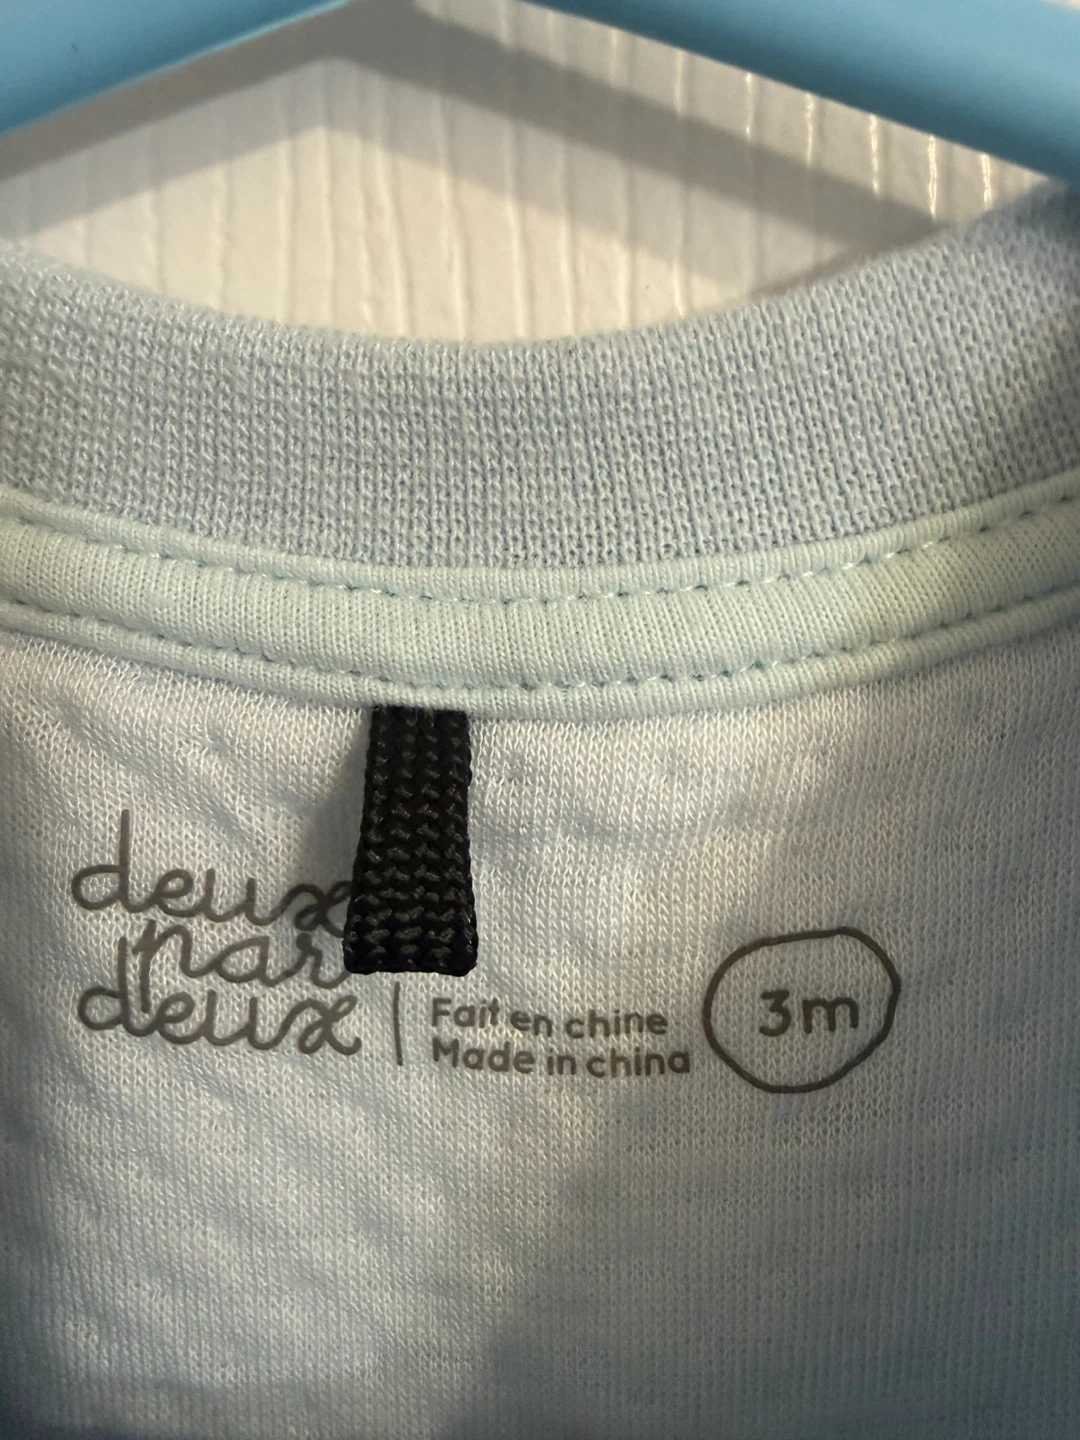 deux
par
deux
Fait en chine
Made in china
3m